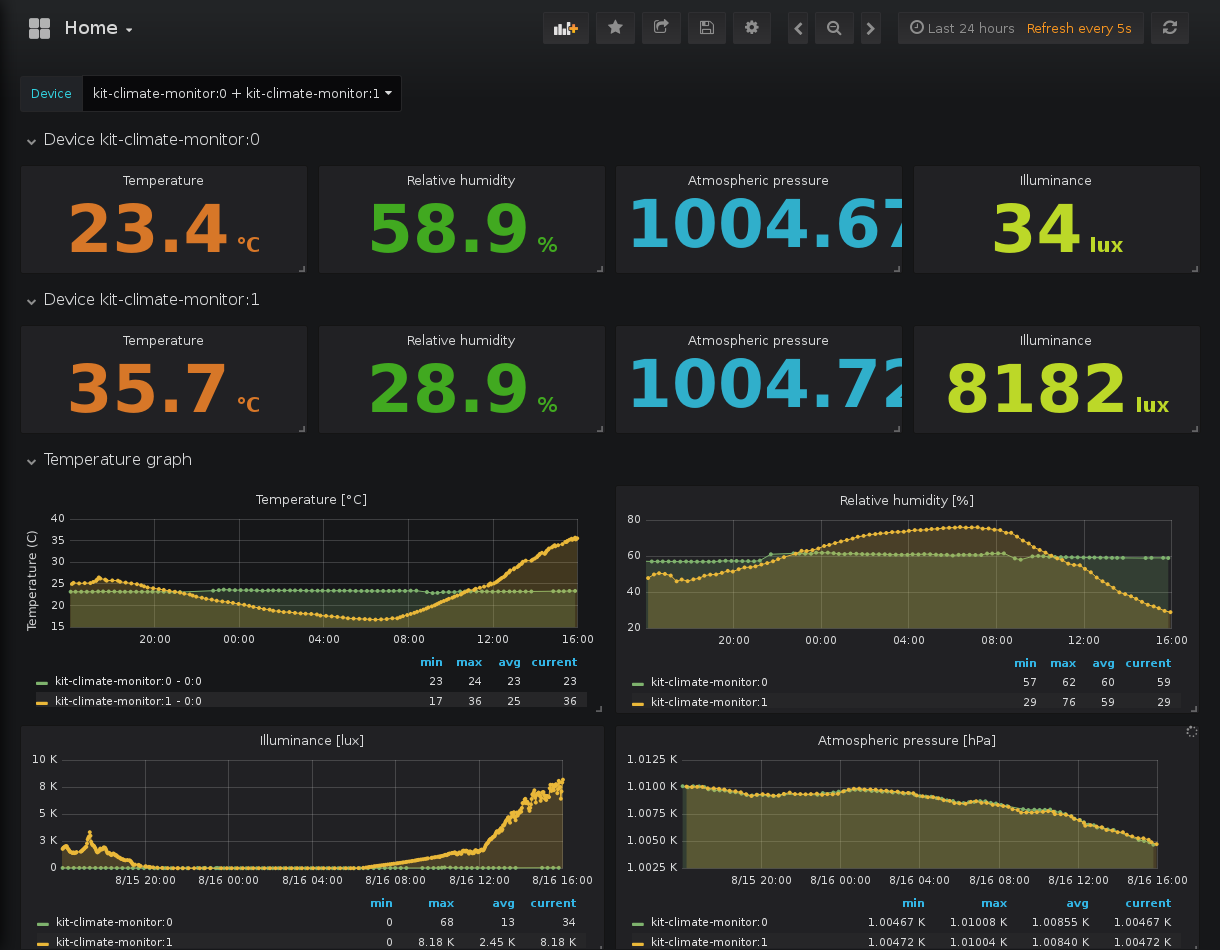 Home
Last 24 hours Refresh every 5s
Device kit-climate-monitor:0 + kit-climate-monitor:1
Device kit-climate-monitor:0
Temperature Relative humidity Atmospheric pressure Illuminance
23.4 °C 58.9 % 1004.67 34 lux
Device kit-climate-monitor:1
Temperature Relative humidity Atmospheric pressure Illuminance
35.7 °C 28.9 % 1004.72 8182 lux
Temperature graph
Temperature [°C]
Temperature (C)
40
35
30
25
20
15
20:00 00:00 04:00 08:00 12:00 16:00
min max avg current
kit-climate-monitor:0 - 0:0 23 24 23 23
kit-climate-monitor:1 - 0:0 17 36 25 36
Relative humidity [%]
80
60
40
20
20:00 00:00 04:00 08:00 12:00 16:00
min max avg current
kit-climate-monitor:0 57 62 60 59
kit-climate-monitor:1 29 76 59 29
Illuminance [lux]
10 K
8 K
5 K
3 K
0
8/15 20:00 8/16 00:00 8/16 04:00 8/16 08:00 8/16 12:00 8/16 16:00
min max avg current
kit-climate-monitor:0 0 68 13 34
kit-climate-monitor:1 0 8.18 K 2.45 K 8.18 K
Atmospheric pressure [hPa]
1.0125 K
1.0100 K
1.0075 K
1.0050 K
1.0025 K
8/15 20:00 8/16 00:00 8/16 04:00 8/16 08:00 8/16 12:00 8/16 16:00
min max avg current
kit-climate-monitor:0 1.00467 K 1.01008 K 1.00855 K 1.00467 K
kit-climate-monitor:1 1.00472 K 1.01004 K 1.00840 K 1.00472 K